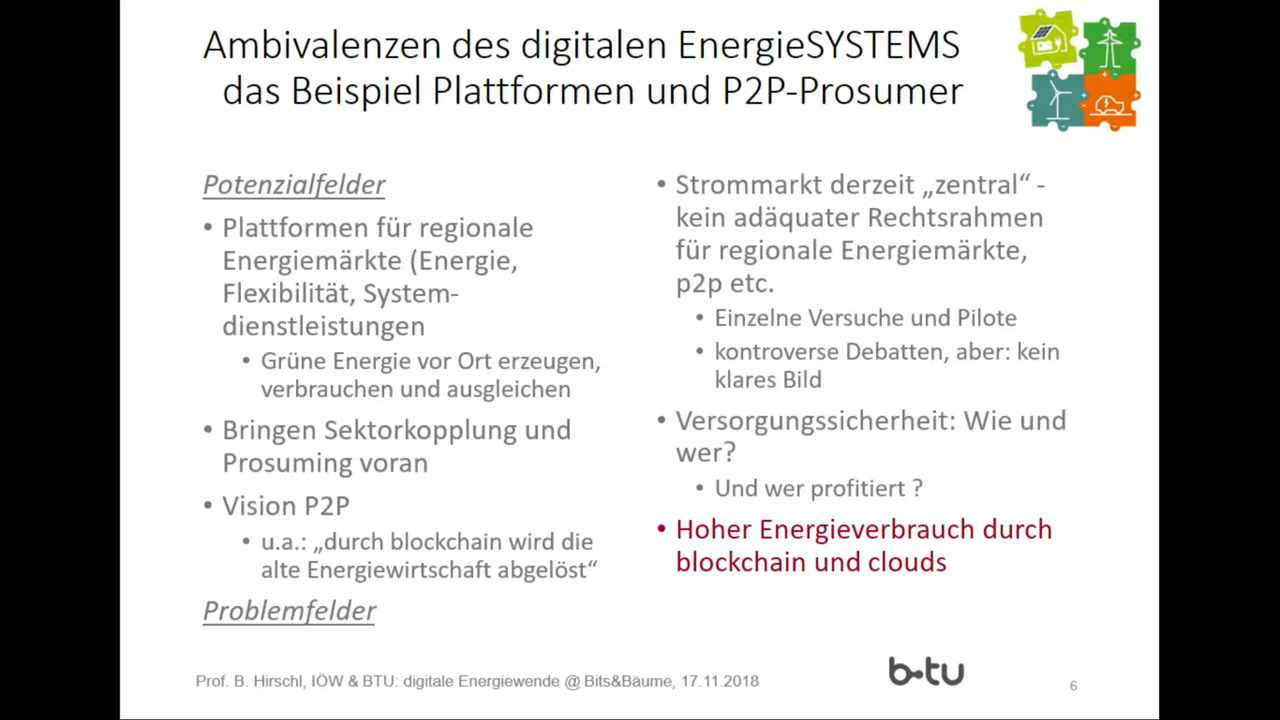 Ambivalenzen des digitalen EnergieSYSTEMS
das Beispiel Plattformen und P2P-Prosumer
Potenzialfelder
• Plattformen für regionale
Energiemärkte (Energie,
Flexibilität, System-
dienstleistungen
• Grüne Energie vor Ort erzeugen,
verbrauchen und ausgleichen
• Bringen Sektorkopplung und
Prosuming voran
• Vision P2P
• u.a.: „durch blockchain wird die
alte Energiewirtschaft abgelöst“
Problemfelder
• Strommarkt derzeit „zentral“ -
kein adäquater Rechtsrahmen
für regionale Energiemärkte,
p2p etc.
• Einzelne Versuche und Pilote
• kontroverse Debatten, aber: kein
klares Bild
• Versorgungssicherheit: Wie und
wer?
• Und wer profitiert ?
• Hoher Energieverbrauch durch
blockchain und clouds
Prof. B. Hirschl, IÖW & BTU: digitale Energiewende @ Bits&Bäume, 17.11.2018
b-tu
6